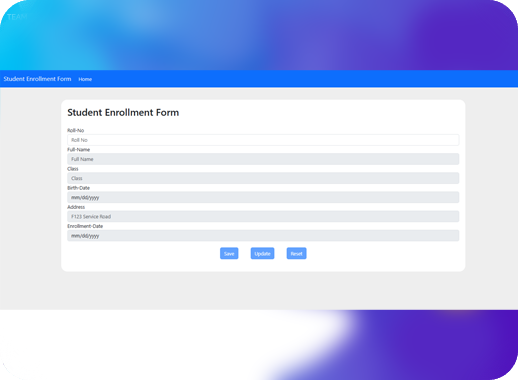 Student Enrollment Form Home
Student Enrollment Form
Roll-No
Roll No
Full-Name
Full Name
Class
Class
Birth-Date
mm/dd/yyyy
Address
F123 Service Road
Enrollment-Date
mm/dd/yyyy
Save Update Reset